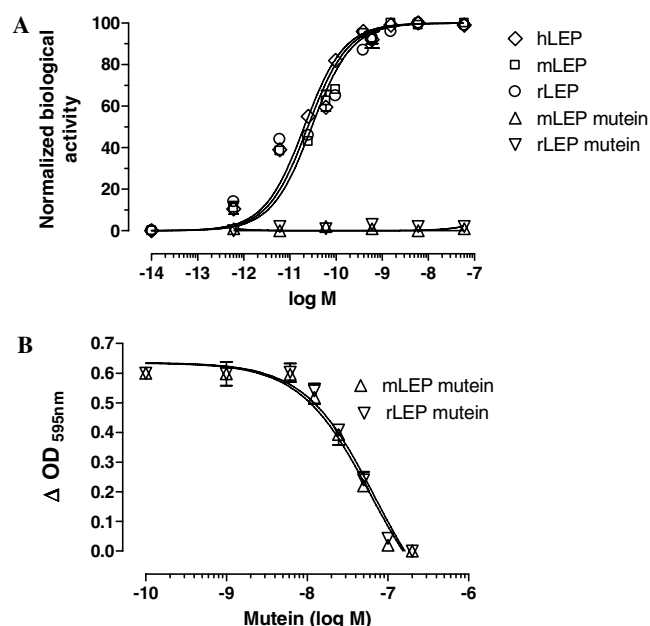 A
Normalized biological
activity
100
80
60
40
20
0
-14 -13 -12 -11 -10 -9 -8 -7
log M
hLEP
mLEP
rLEP
mLEP mutein
rLEP mutein
B
Δ OD 595nm
0.7
0.6
0.5
0.4
0.3
0.2
0.1
0.0
-10 -9 -8 -7 -6
Mutein (log M)
mLEP mutein
rLEP mutein